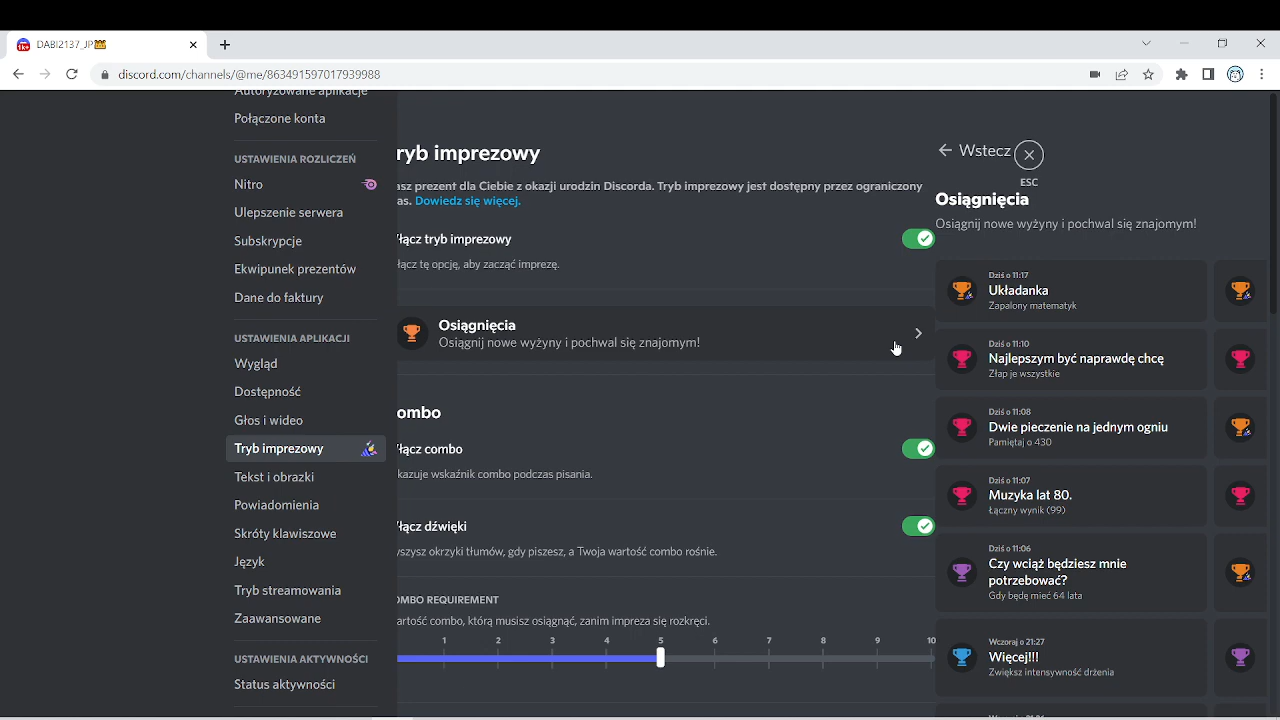 DABI2137_JP
discord.com/channels/@me/863491597017939988
Autoryzowane aplikacje
Połączone konta
USTAWIENIA ROZLICZEŃ
Nitro
Ulepszenie serwera
Subskrypcje
Ekwipunek prezentów
Dane do faktury
USTAWIENIA APLIKACJI
Wygląd
Dostępność
Głos i wideo
Tryb imprezowy
Tekst i obrazki
Powiadomienia
Skróty klawiszowe
Język
Tryb streamowania
Zaawansowane
USTAWIENIA AKTYWNOŚCI
Status aktywności
ryb imprezowy
asz prezent dla Ciebie z okazji urodzin Discorda. Tryb imprezowy jest dostępny przez ograniczony
as. Dowiedz się więcej.
łącz tryb imprezowy
łącz tę opcję, aby zacząć imprezę.
Osiągnięcia
Osiągnij nowe wyżyny i pochwal się znajomym!
ombo
łącz combo
kazuje wskaźnik combo podczas pisania.
łącz dźwięki
yszysz okrzyki tłumów, gdy piszesz, a Twoja wartość combo rośnie.
OMBO REQUIREMENT
artość combo, którą musisz osiągnąć, zanim impreza się rozkręci.
1 2 3 4 5 6 7 8 9 10
Wstecz
ESC
Osiągnięcia
Osiągnij nowe wyżyny i pochwal się znajomym!
Dziś o 11:17
Układanka
Zapalony matematyk
Dziś o 11:10
Najlepszym być naprawdę chcę
Złap je wszystkie
Dziś o 11:08
Dwie pieczenie na jednym ogniu
Pamiętaj o 430
Dziś o 11:07
Muzyka lat 80.
Łączny wynik (99)
Dziś o 11:06
Czy wciąż będziesz mnie
potrzebować?
Gdy będę mieć 64 lata
Wczoraj o 21:27
Więcej!!!
Zwiększ intensywność drżenia